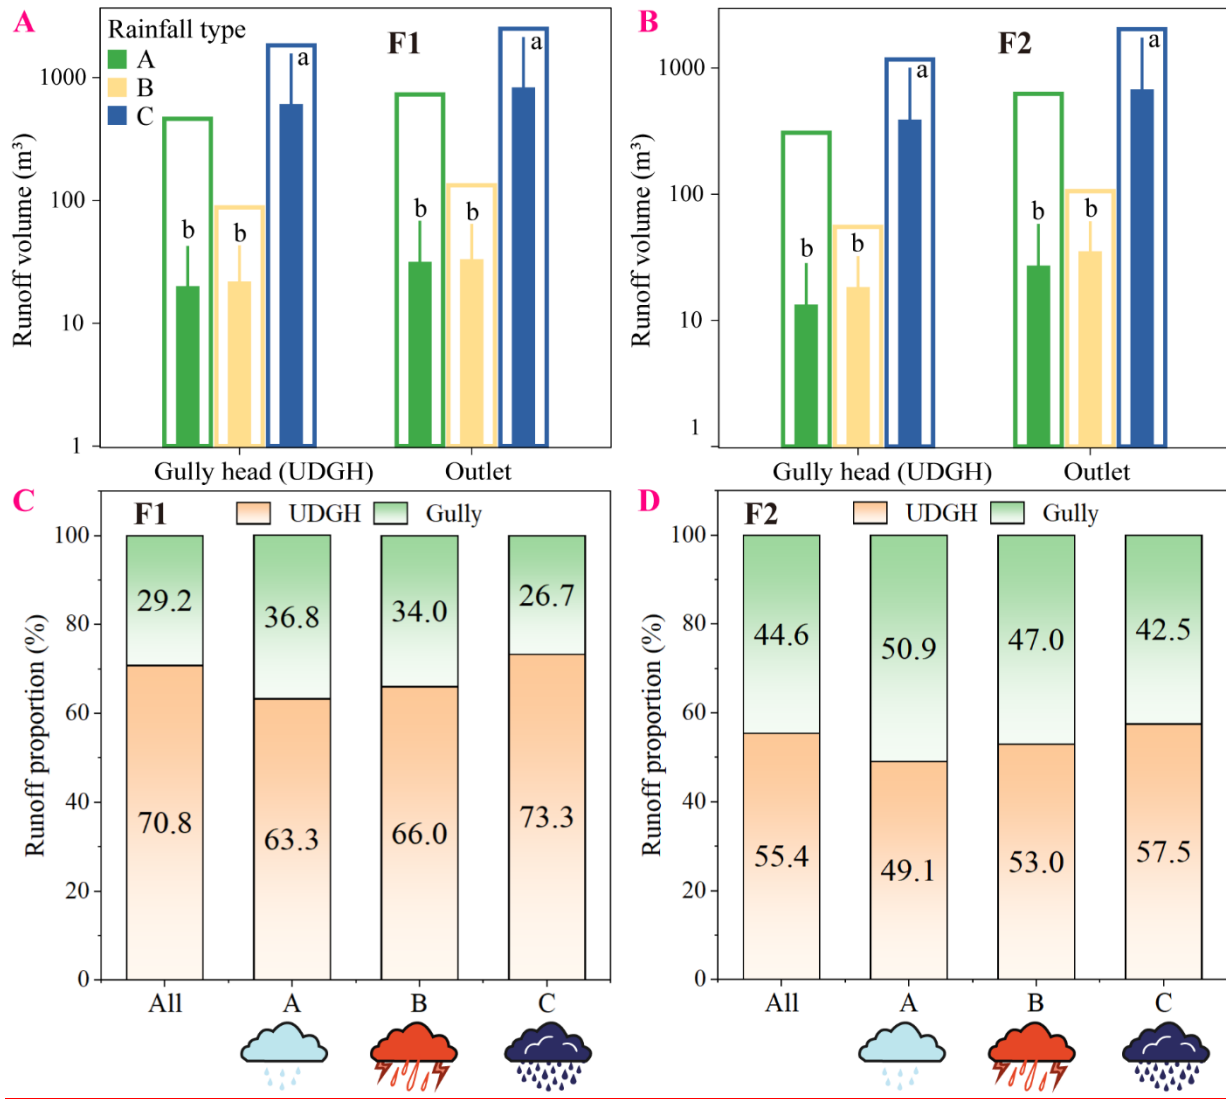 A
Rainfall type
A
B
C
F1
Runoff volume (m³)
1000
100
10
1
b
b
a
b
b
a
Gully head (UDGH)
Outlet
B
F2
Runoff volume (m³)
1000
100
10
1
b
b
a
b
b
a
Gully head (UDGH)
Outlet
C
F1
UDGH
Gully
Runoff proportion (%)
100
80
60
40
20
0
29.2
36.8
34.0
26.7
70.8
63.3
66.0
73.3
All
A
B
C
D
F2
UDGH
Gully
Runoff proportion (%)
100
80
60
40
20
0
44.6
50.9
47.0
42.5
55.4
49.1
53.0
57.5
All
A
B
C